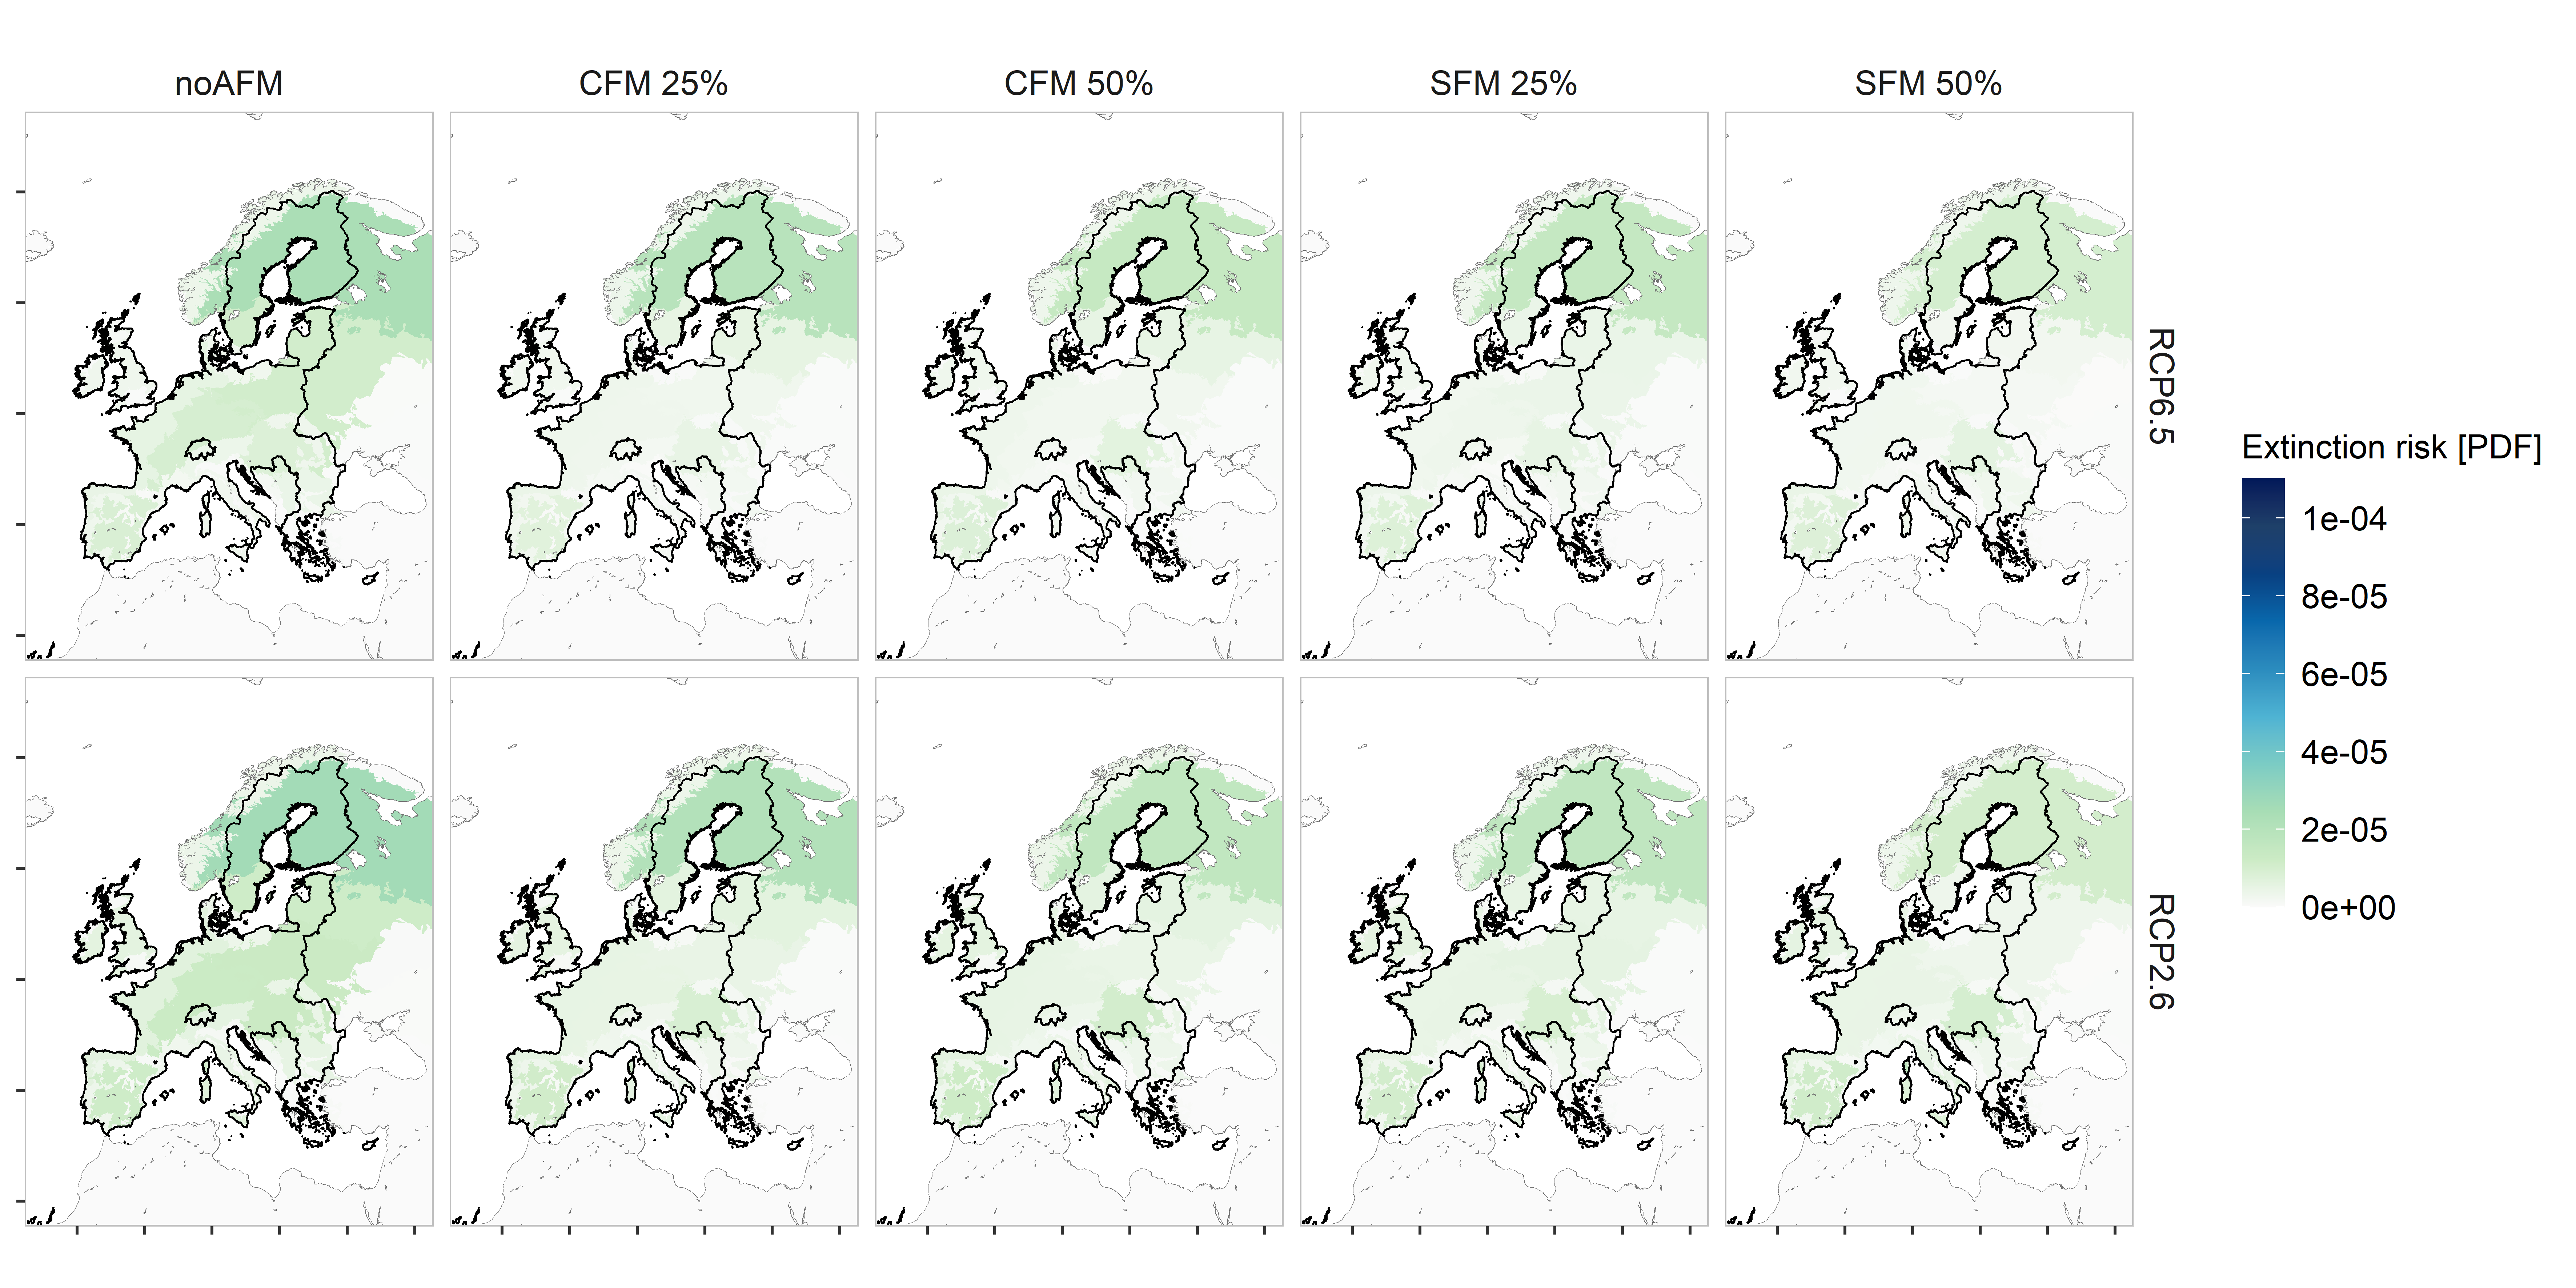 noAFM
CFM 25%
CFM 50%
SFM 25%
SFM 50%
RCP6.5
RCP2.6
Extinction risk [PDF]
1e-04
8e-05
6e-05
4e-05
2e-05
0e+00